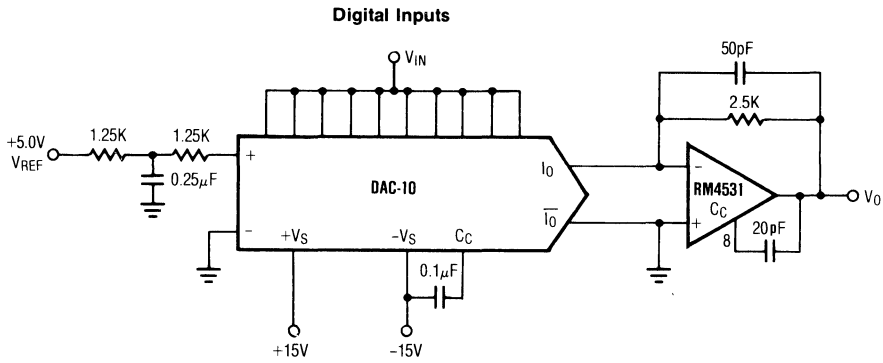 Digital Inputs
V_IN
50pF
2.5K
+5.0V
V_REF
1.25K
1.25K
0.25µF
+
−
DAC-10
I_O
I̅_O̅
+V_S
−V_S
C_C
0.1µF
+15V
−15V
−
+
RM4531
C_C
8
20pF
V_O